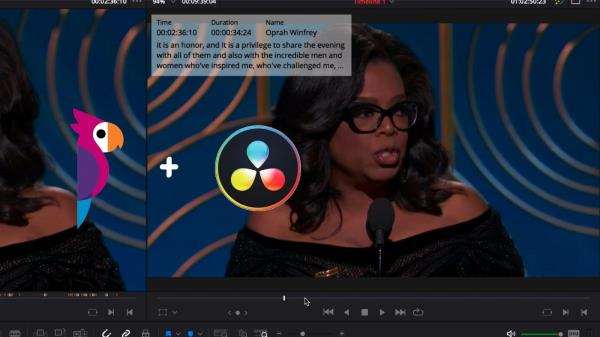 00:02:36:10
94%
00:09:39:04
Timeline 1
01:02:50:23
Time Duration Name
00:02:36:10 00:00:34:24 Oprah Winfrey
it is an honor, and it is a privilege to share the evening
with all of them and also with the incredible men and
women who've inspired me, who've challenged me, ...